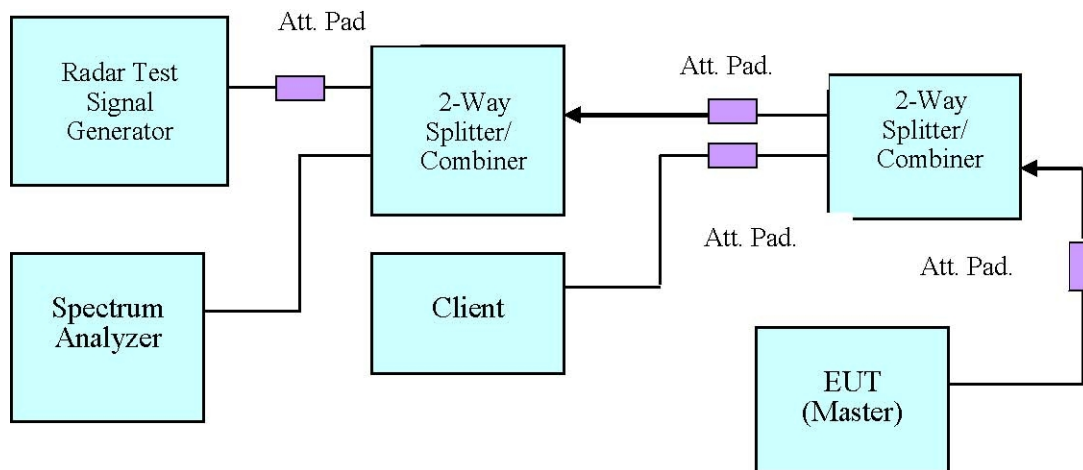 Att. Pad
Radar Test
Signal
Generator
2-Way
Splitter/
Combiner
Att. Pad.
2-Way
Splitter/
Combiner
Att. Pad.
Att. Pad.
Spectrum
Analyzer
Client
EUT
(Master)